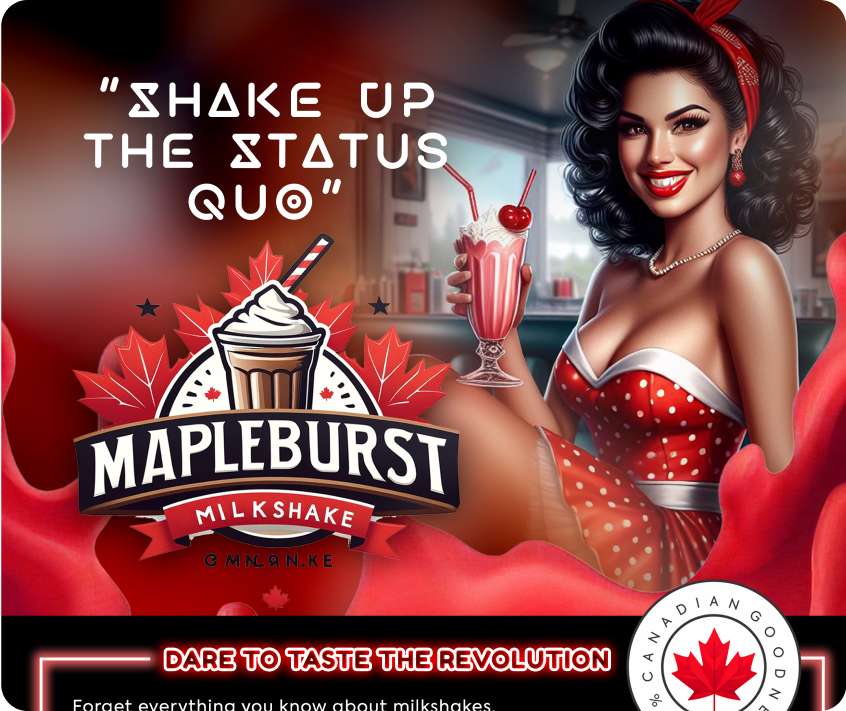 "SHAKE UP
THE STATUS
QUO"
MAPLEBURST
MILKSHAKE
DARE TO TASTE THE REVOLUTION
% CANADIAN
Forget everything you know about milkshakes.